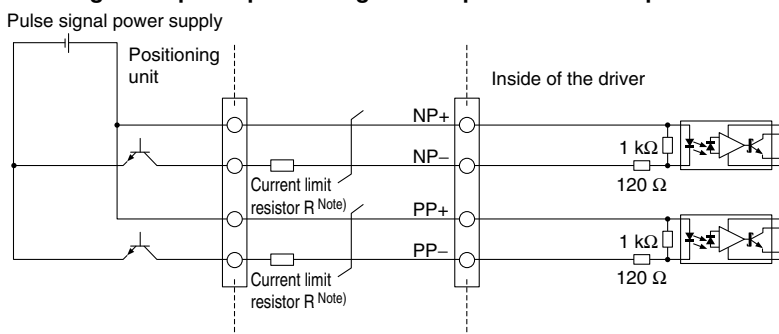 Pulse signal power supply
Positioning
unit
Inside of the driver
NP+
NP−
1 kΩ
120 Ω
Current limit
resistor R Note)
PP+
PP−
1 kΩ
120 Ω
Current limit
resistor R Note)